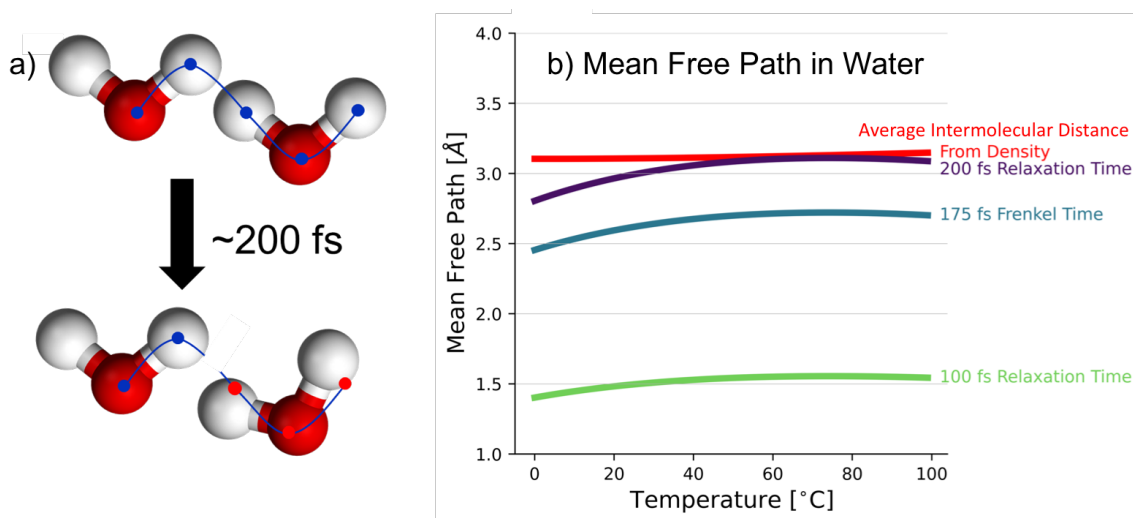 a)
~200 fs
b) Mean Free Path in Water
Mean Free Path [Å]
4.0
3.5
3.0
2.5
2.0
1.5
1.0
Average Intermolecular Distance
From Density
200 fs Relaxation Time
175 fs Frenkel Time
100 fs Relaxation Time
0 20 40 60 80 100
Temperature [°C]